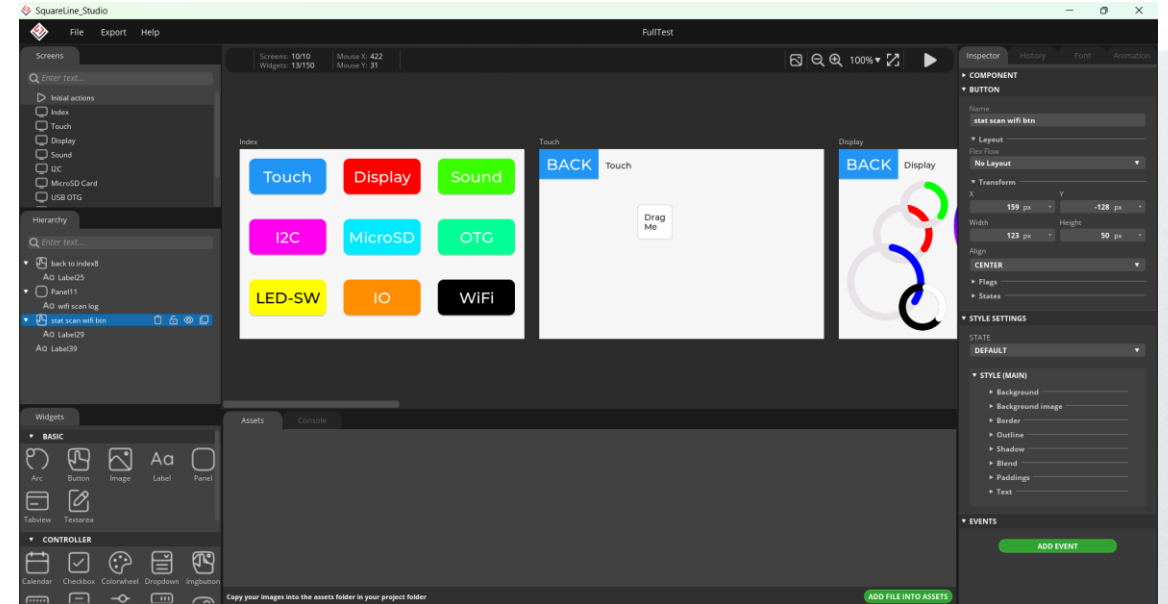 SquareLine_Studio
File Export Help
FullTest
Screens
Enter text...
Initial actions
Index
Touch
Display
Sound
I2C
MicroSD Card
USB OTG
Hierarchy
Enter text...
back to index8
Label25
Panel11
wifi scan log
stat scan wifi btn
Label29
Label39
Widgets
BASIC
Arc Button Image Label Panel
Tabview Textarea
CONTROLLER
Calendar Checkbox Colorwheel Dropdown Imgbutton
Screens: 10/10 Mouse X: 422
Widgets: 13/150 Mouse Y: 31
100%
Index
Touch Display Sound
I2C MicroSD OTG
LED-SW IO WiFi
Touch
BACK Touch
Drag
Me
Display
BACK Display
Assets Console
Copy your images into the assets folder in your project folder
ADD FILE INTO ASSETS
Inspector History Font Animation
COMPONENT
BUTTON
Name
stat scan wifi btn
Layout
Flex Flow
No Layout
Transform
X Y
159 px -128 px
Width Height
123 px 50 px
Align
CENTER
Flags
States
STYLE SETTINGS
STATE
DEFAULT
STYLE (MAIN)
Background
Background image
Border
Outline
Shadow
Blend
Paddings
Text
EVENTS
ADD EVENT